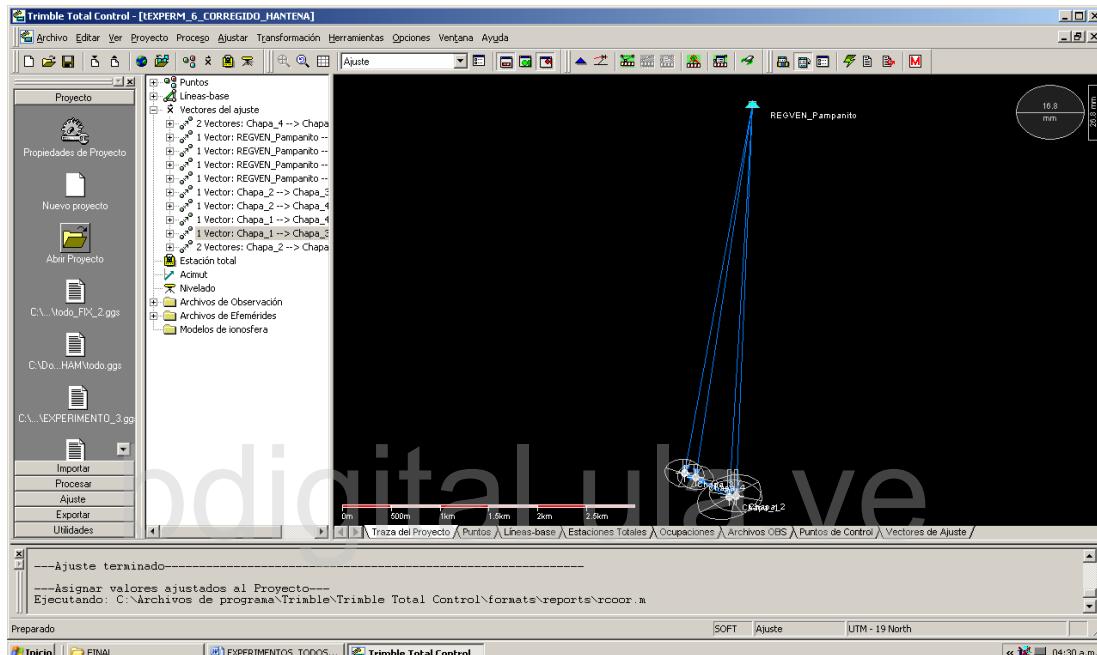 Trimble Total Control - [tEXPERM_6_CORREGIDO_HANTENA]
Archivo Editar Ver Proyecto Proceso Ajustar Transformación Herramientas Opciones Ventana Ayuda
Ajuste
M
Proyecto
Propiedades de Proyecto
Nuevo proyecto
Abrir Proyecto
C:\...\todo_FIX_2.ggs
C:\Do...HAM\todo.ggs
C:\...\EXPERIMENTO_3.gg
Importar
Procesar
Ajuste
Exportar
Utilidades
Puntos
Líneas-base
Vectores del ajuste
2 Vectores: Chapa_4 --> Chapa
1 Vector: REGVEN_Pampanito --
1 Vector: REGVEN_Pampanito --
1 Vector: REGVEN_Pampanito --
1 Vector: REGVEN_Pampanito --
1 Vector: Chapa_2 --> Chapa_3
1 Vector: Chapa_2 --> Chapa_4
1 Vector: Chapa_1 --> Chapa_4
1 Vector: Chapa_1 --> Chapa_3
2 Vectores: Chapa_2 --> Chapa
Estación total
Acimut
Nivelado
Archivos de Observación
Archivos de Efemérides
Modelos de ionosfera
REGVEN_Pampanito
16.8
mm
26.8 mm
0m 500m 1km 1.5km 2km 2.5km
Traza del Proyecto Puntos Líneas-base Estaciones Totales Ocupaciones Archivos OBS Puntos de Control Vectores de Ajuste
bdigital.ula.ve
---Ajuste terminado---
---Asignar valores ajustados al Proyecto---
Ejecutando: C:\Archivos de programa\Trimble\Trimble Total Control\formats\reports\rcoor.m
Preparado
SOFT
Ajuste
UTM - 19 North
Inicio
FINAL
EXPERIMENTOS_TODOS...
Trimble Total Control ...
04:30 a.m.